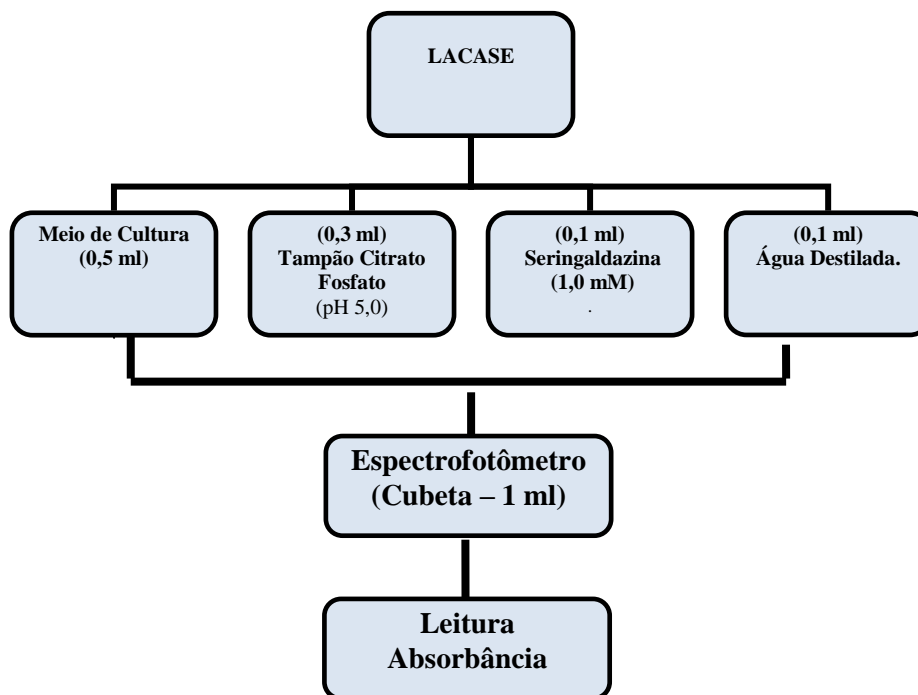 LACASE
Meio de Cultura
(0,5 ml)
(0,3 ml)
Tampão Citrato
Fosfato
(pH 5,0)
(0,1 ml)
Seringaldazina
(1,0 mM)
.
(0,1 ml)
Água Destilada.
Espectrofotômetro
(Cubeta – 1 ml)
Leitura
Absorbância